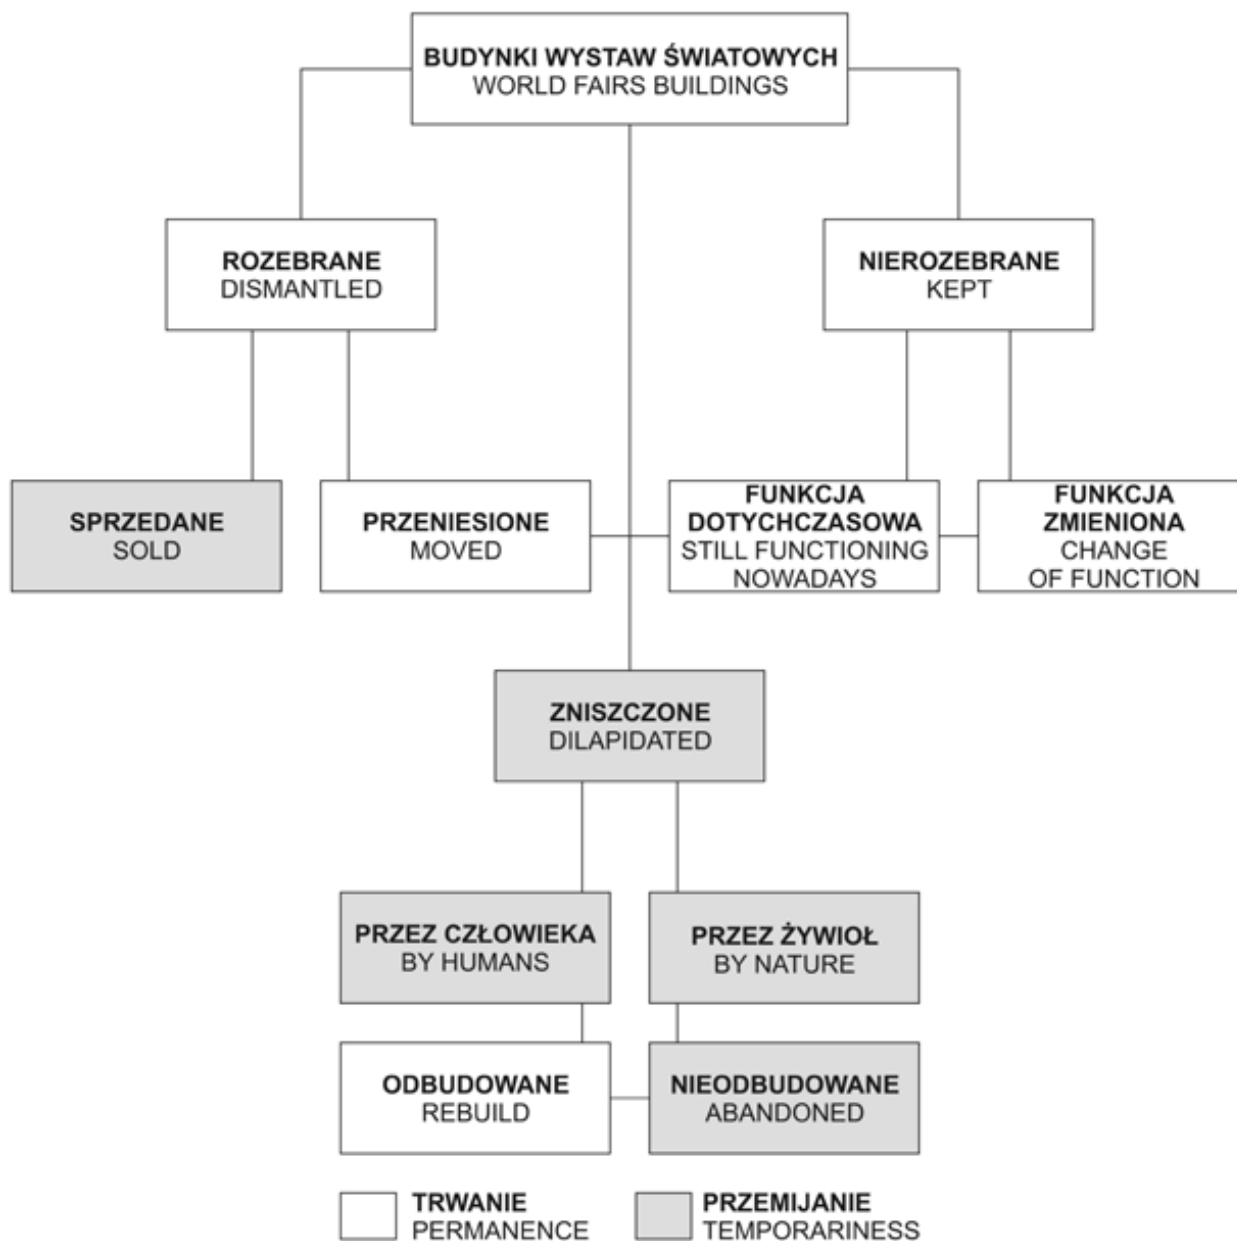 BUDYNKI WYSTAW ŚWIATOWYCH
WORLD FAIRS BUILDINGS
ROZEBRANE
DISMANTLED
NIEROZEBRANE
KEPT
SPRZEDANE
SOLD
PRZENIESIONE
MOVED
FUNKCJA
DOTYCHCZASOWA
STILL FUNCTIONING
NOWADAYS
FUNKCJA
ZMIENIONA
CHANGE
OF FUNCTION
ZNISZCZONE
DILAPIDATED
PRZEZ CZŁOWIEKA
BY HUMANS
PRZEZ ŻYWIOŁ
BY NATURE
ODBUDOWANE
REBUILD
NIEODBUDOWANE
ABANDONED
TRWANIE
PERMANENCE
PRZEMIJANIE
TEMPORARINESS